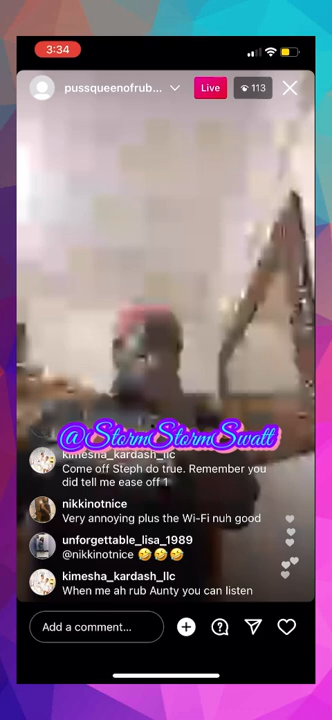 3:34
pussqueenofrub...
Live
113
@StormStormSwatt
kimesha_kardash_llc
Come off Steph do true. Remember you
did tell me ease off 1
nikkinotnice
Very annoying plus the Wi-Fi nuh good
unforgettable_lisa_1989
@nikkinotnice 🤣🤣🤣
kimesha_kardash_llc
When me ah rub Aunty you can listen
Add a comment...